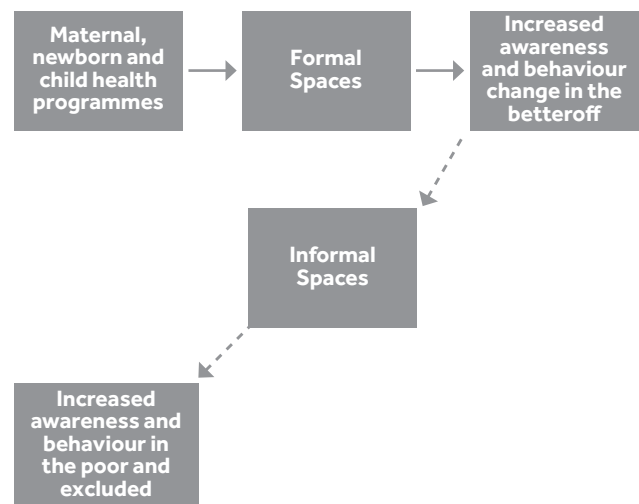 Maternal,
newborn and
child health
programmes
Formal
Spaces
Increased
awareness
and behaviour
change in the
betteroff
Informal
Spaces
Increased
awareness and
behaviour in
the poor and
excluded